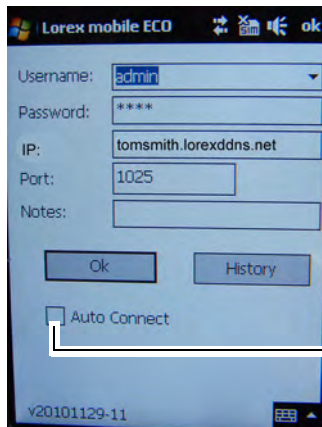 Lorex mobile ECO ok
Username: admin
Password: ****
IP: tomsmith.lorexddns.net
Port: 1025
Notes:
Ok History
Auto Connect
v20101129-11